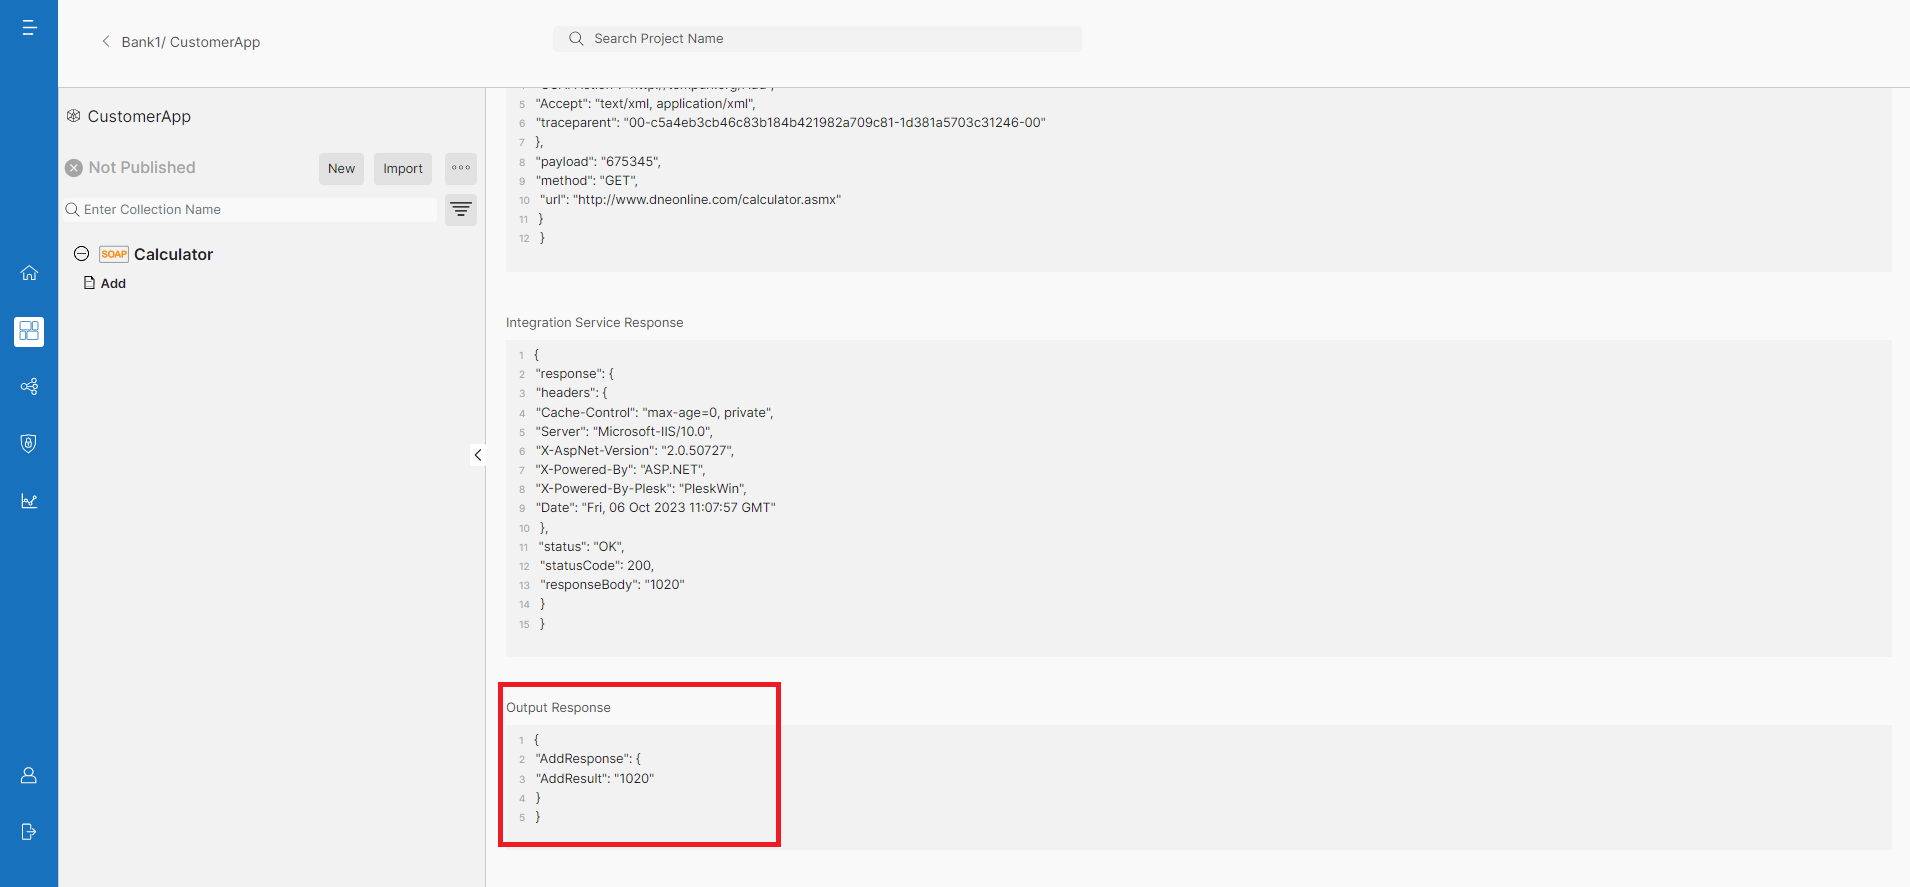 Bank1/ CustomerApp
Search Project Name
CustomerApp
Not Published
New
Import
Enter Collection Name
SOAP Calculator
Add
5 "Accept": "text/xml, application/xml",
6 "traceparent": "00-c5a4eb3cb46c83b184b421982a709c81-1d381a5703c31246-00"
7 },
8 "payload": "675345",
9 "method": "GET",
10 "url": "http://www.dneonline.com/calculator.asmx"
11 }
12 }
Integration Service Response
1 {
2 "response": {
3 "headers": {
4 "Cache-Control": "max-age=0, private",
5 "Server": "Microsoft-IIS/10.0",
6 "X-AspNet-Version": "2.0.50727",
7 "X-Powered-By": "ASP.NET",
8 "X-Powered-By-Plesk": "PleskWin",
9 "Date": "Fri, 06 Oct 2023 11:07:57 GMT"
10 },
11 "status": "OK",
12 "statusCode": 200,
13 "responseBody": "1020"
14 }
15 }
Output Response
1 {
2 "AddResponse": {
3 "AddResult": "1020"
4 }
5 }